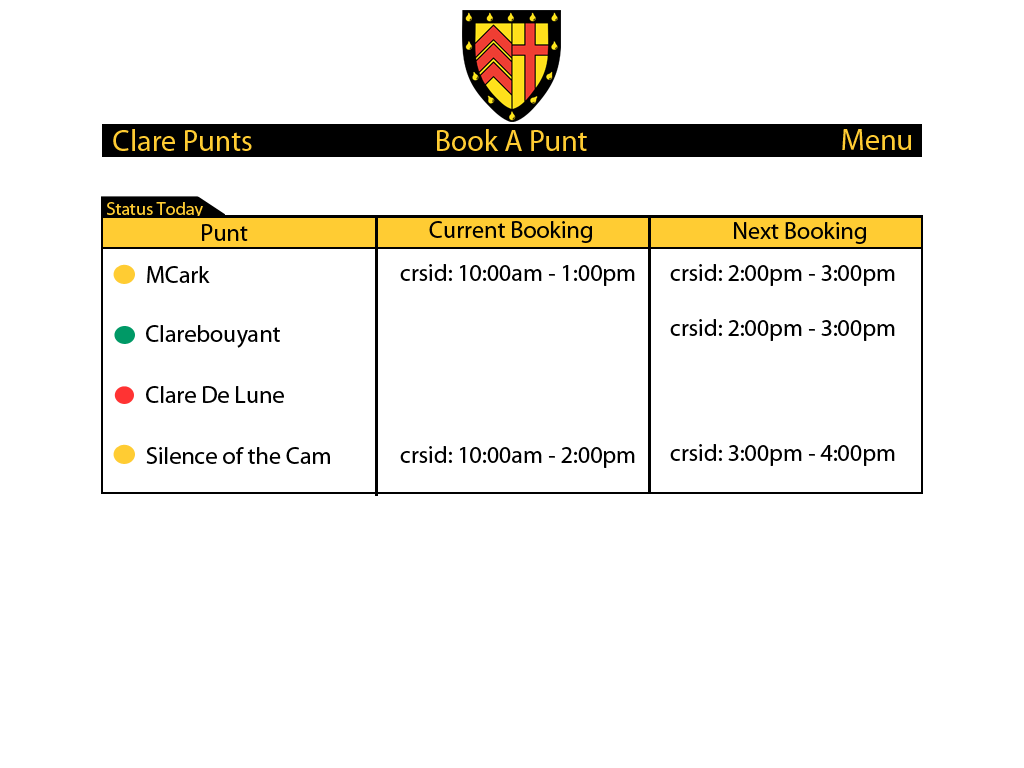 Clare Punts Book A Punt Menu
Status Today
Punt Current Booking Next Booking
MCark crsid: 10:00am - 1:00pm crsid: 2:00pm - 3:00pm
Clarebouyant crsid: 2:00pm - 3:00pm
Clare De Lune
Silence of the Cam crsid: 10:00am - 2:00pm crsid: 3:00pm - 4:00pm